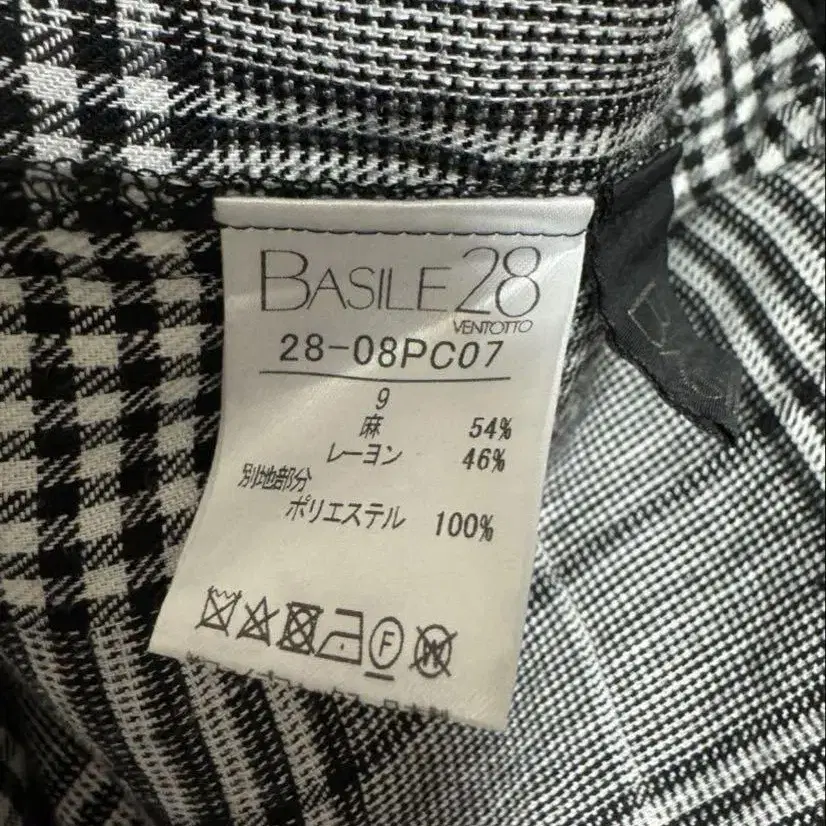 BASILE28
VENTOTTO
28-08PC07
9
麻 54%
レーヨン 46%
別地部分
ポリエステル 100%
F W